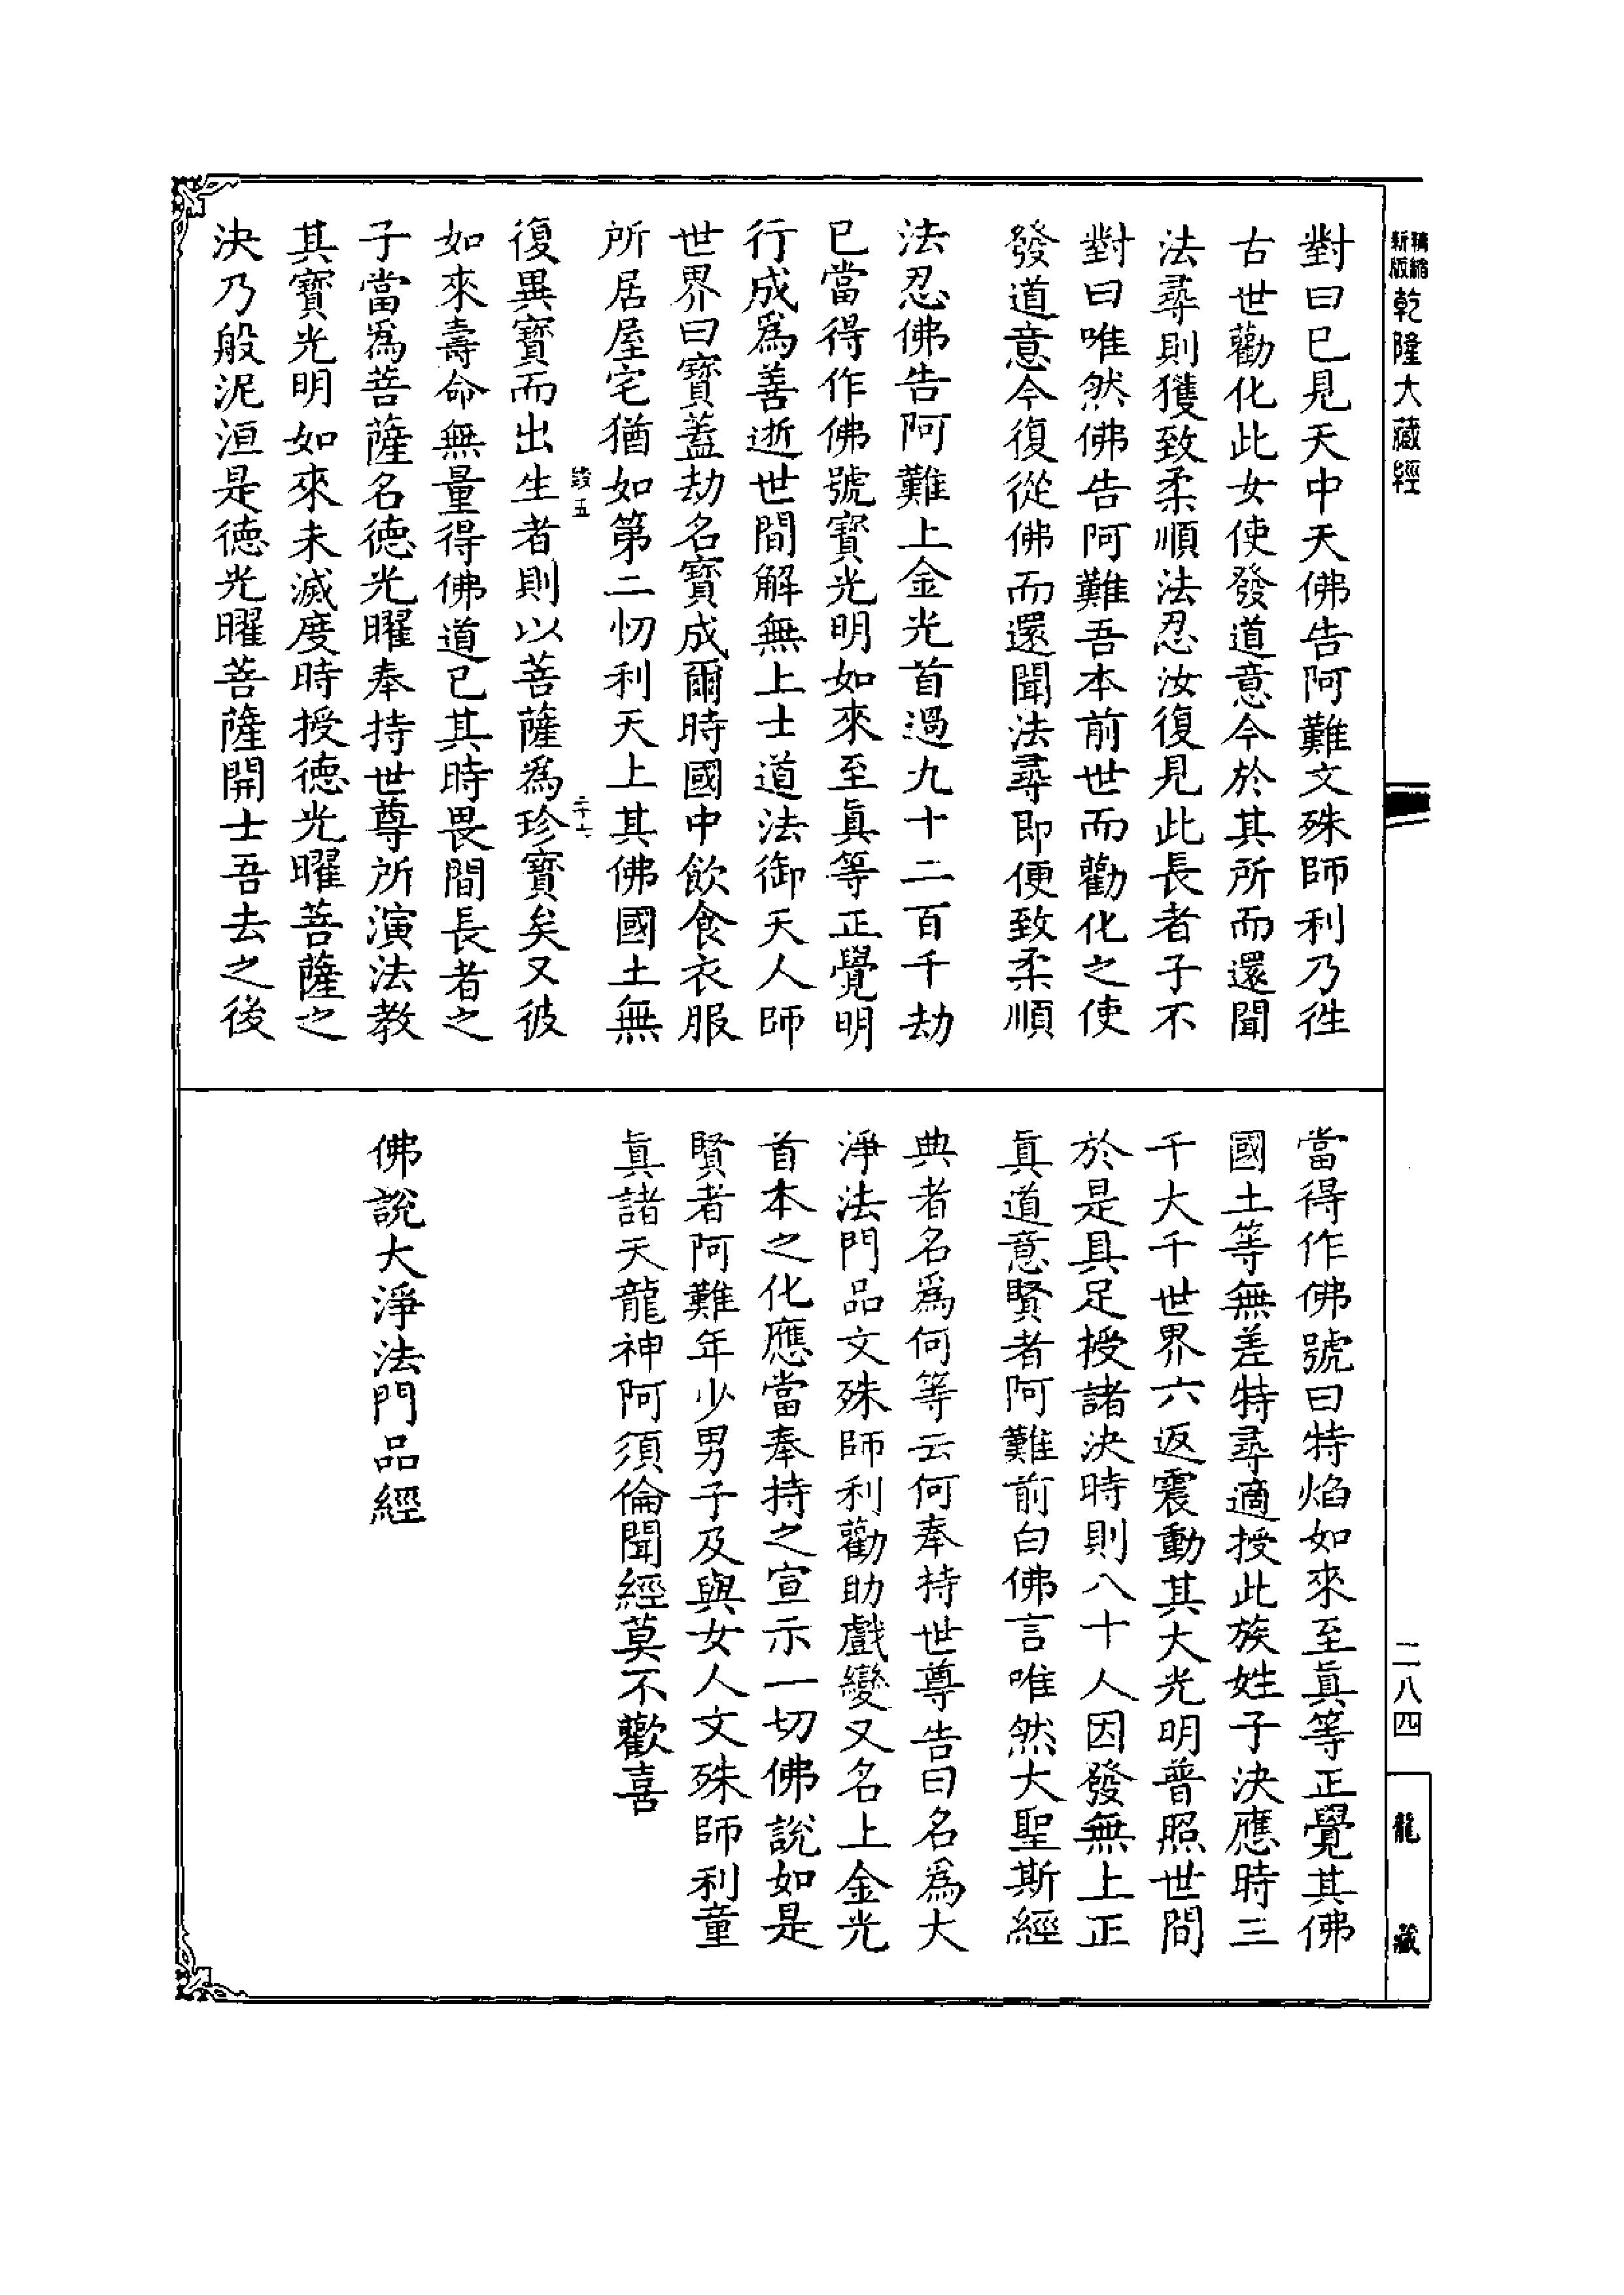 精縮新版乾隆大藏經
對曰已見天中天佛告阿難文殊師利乃徃
古世勸化此女使發道意今於其所而還聞
法尋則獲致柔順法忍汝復見此長者子不
對曰唯然佛告阿難吾本前世而勸化之使
發道意今復從佛而還聞法尋即便致柔順
法忍佛告阿難上金光首過九十二百千劫
已當得作佛號寳光明如來至眞等正覺明
行成爲善逝世間解無上士道法御天人師
世界曰寳蓋劫名寳成爾時國中飲食衣服
所居屋宅猶如第二忉利天上其佛國土無
復異寳而出生者則以菩薩爲珍寳矣又彼
如來壽命無量得佛道已其時畏間長者之
子當爲菩薩名德光曜奉持世尊所演法教
其寳光明如來未滅度時授德光曜菩薩之
決乃般泥洹是德光曜菩薩開士吾去之後
當得作佛號曰特焰如來至眞等正覺其佛
國土等無差特尋適授此族姓子決應時三
千大千世界六返震動其大光明普照世間
於是具足授諸決時則八十人因發無上正
眞道意賢者阿難前白佛言唯然大聖斯經
典者名爲何等云何奉持世尊告曰名爲大
淨法門品文殊師利勸助戲變又名上金光
首本之化應當奉持之宣示一切佛說如是
賢者阿難年少男子及與女人文殊師利童
眞諸天龍神阿須倫聞經莫不歡喜
佛說大淨法門品經
二八四
龍藏